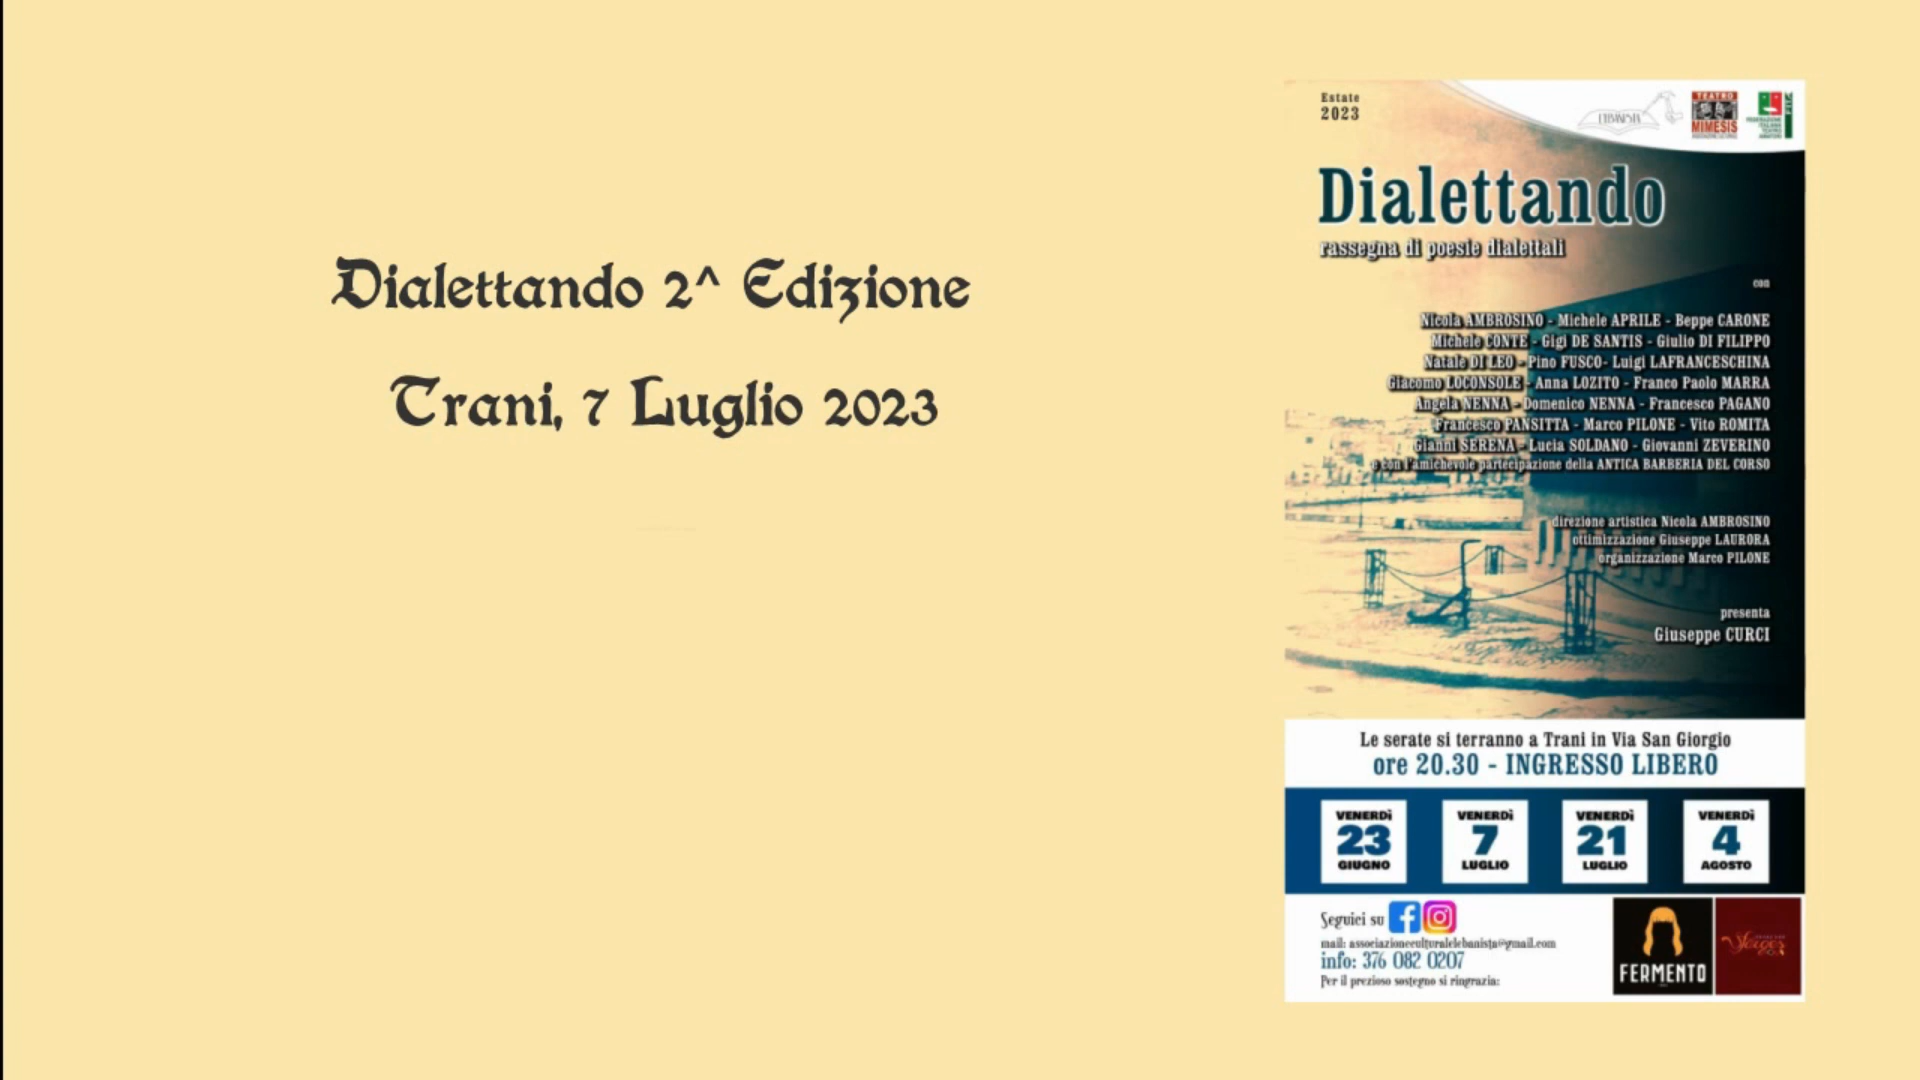 Dialettando 2^ Edizione
Trani, 7 Luglio 2023
Estate
2023
TEATRO
MIMESIS
FEDERAZIONE
ITALIANA
TEATRO
AMATORI
Dialettando
rassegna di poesie dialettali
con
Nicola AMBROSINO - Michele APRILE - Beppe CARONE
Michele CONTE - Gigi DE SANTIS - Giulio DI FILIPPO
Natale DI LEO - Pino FUSCO- Luigi LAFRANCESCHINA
Giacomo LOCONSOLE - Anna LOZITO - Franco Paolo MARRA
Angela NENNA - Domenico NENNA - Francesco PAGANO
Francesco PANSITTA - Marco PILONE - Vito ROMITA
Gianni SERENA - Lucia SOLDANO - Giovanni ZEVERINO
e con l'amichevole partecipazione della ANTICA BARBERIA DEL CORSO
direzione artistica Nicola AMBROSINO
ottimizzazione Giuseppe LAURORA
organizzazione Marco PILONE
presenta
Giuseppe CURCI
Le serate si terranno a Trani in Via San Giorgio
ore 20.30 - INGRESSO LIBERO
VENERDì
23
GIUGNO
VENERDì
7
LUGLIO
VENERDì
21
LUGLIO
VENERDì
4
AGOSTO
Seguici su
mail: associazioneculturalelebanista@gmail.com
info: 376 082 0207
Per il prezioso sostegno si ringrazia:
FERMENTO